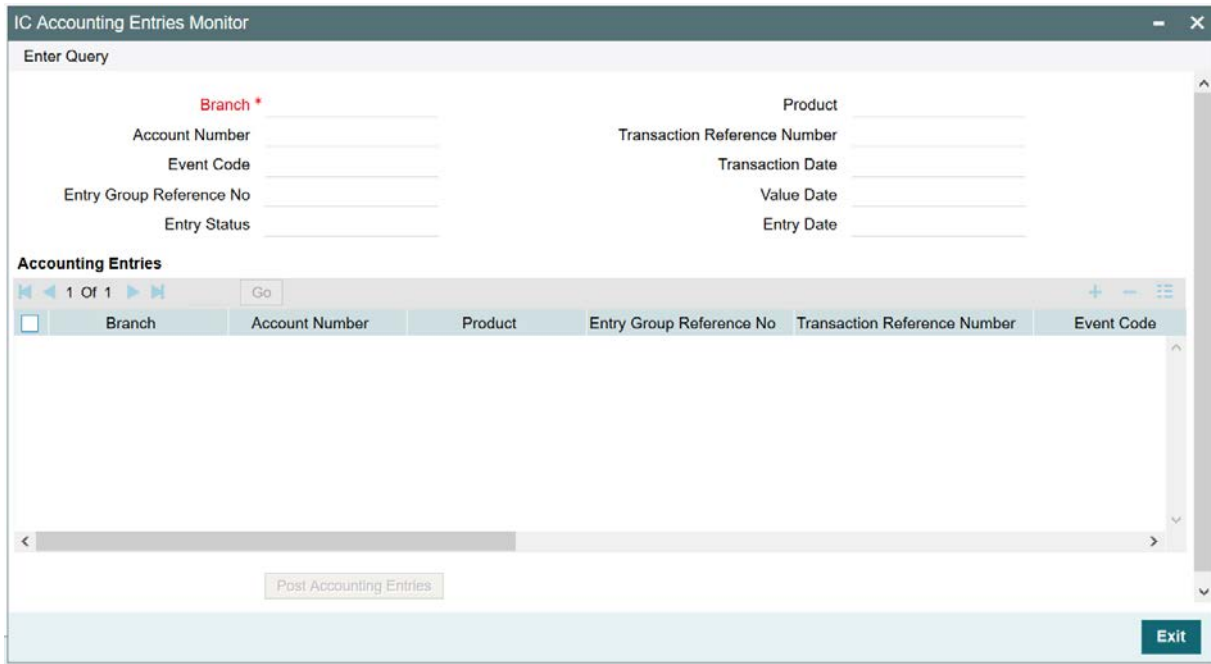 IC Accounting Entries Monitor
Enter Query
Branch *
Product
Account Number
Transaction Reference Number
Event Code
Transaction Date
Entry Group Reference No
Value Date
Entry Status
Entry Date
Accounting Entries
1 Of 1 Go
Branch Account Number Product Entry Group Reference No Transaction Reference Number Event Code
Post Accounting Entries
Exit